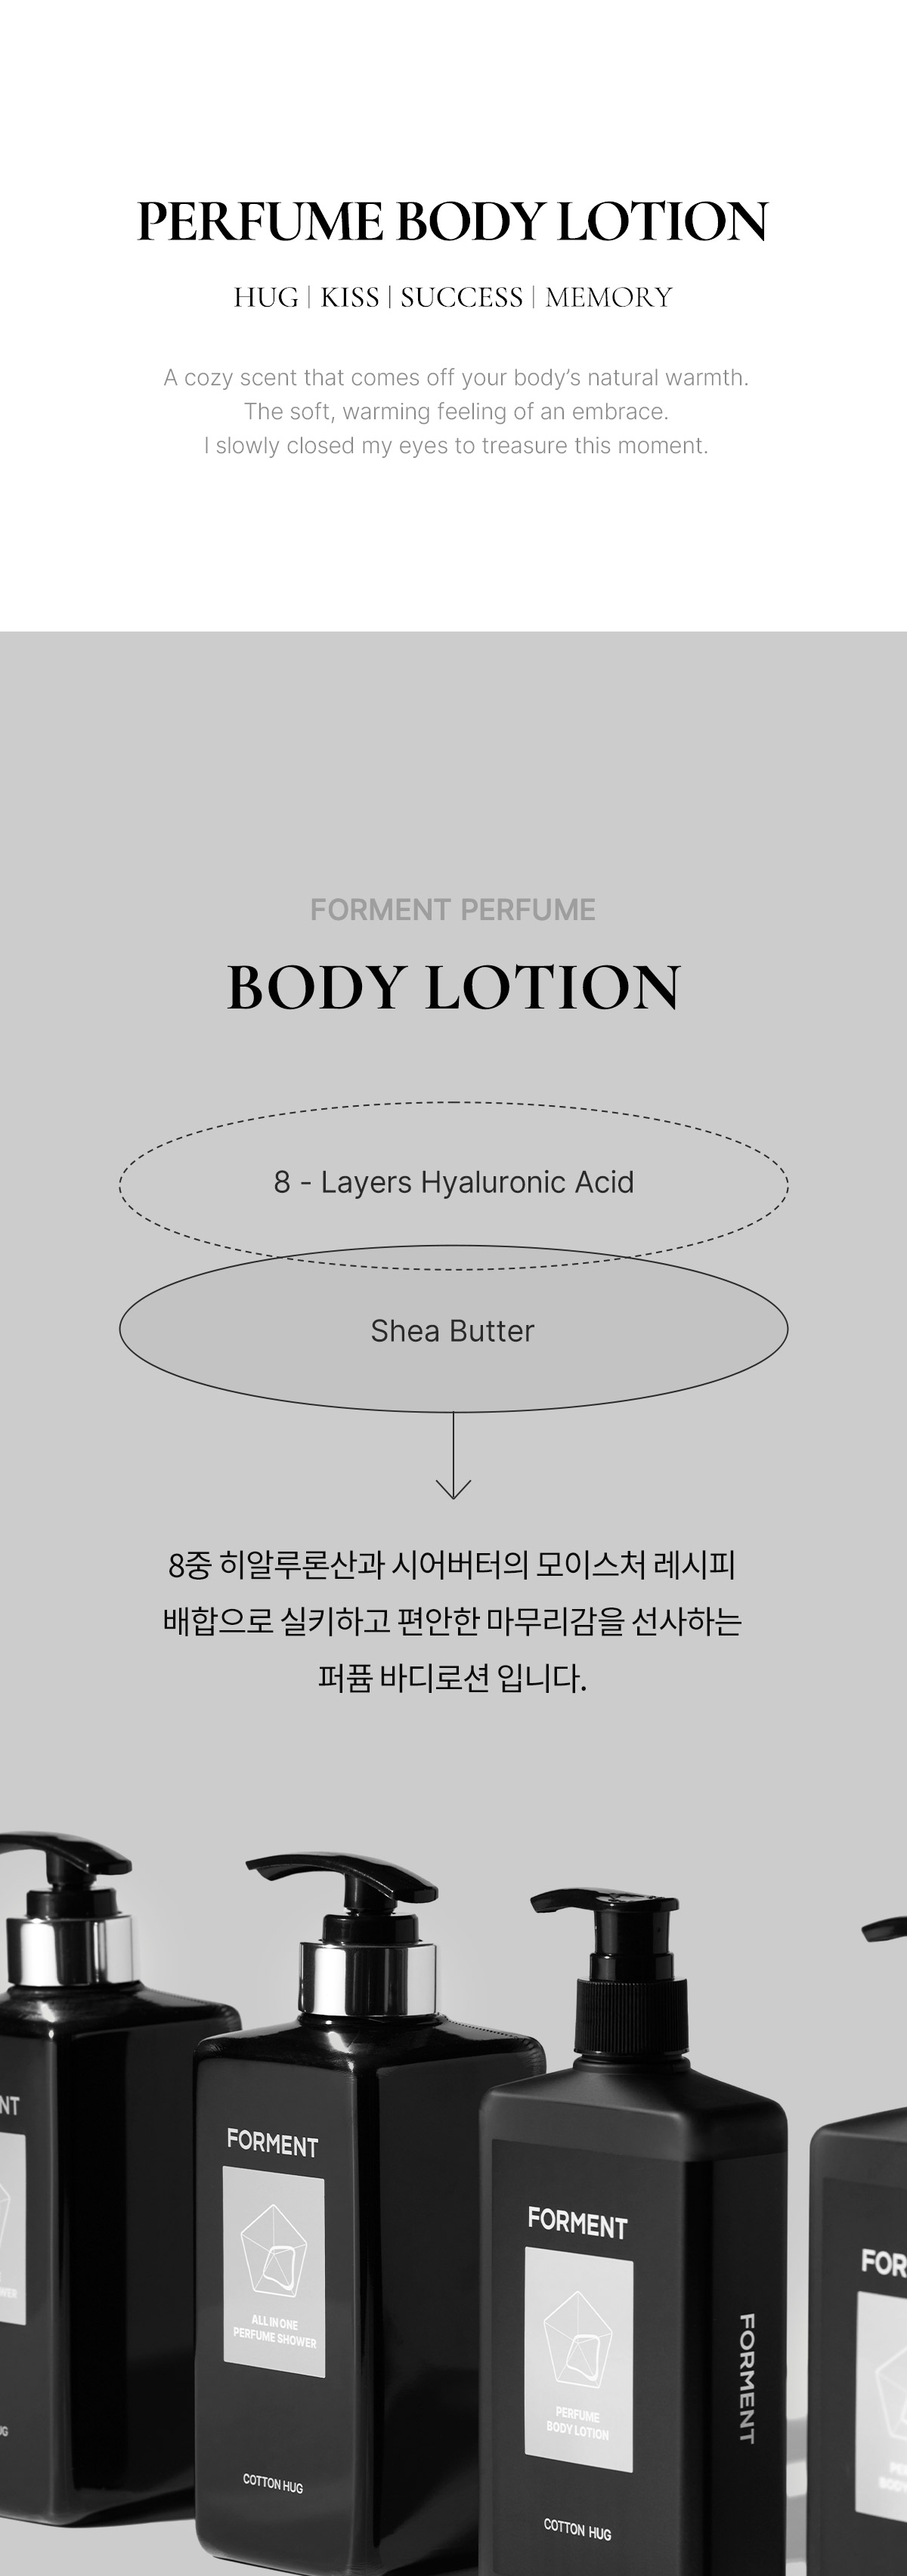 PERFUME BODY LOTION
HUG | KISS | SUCCESS | MEMORY
A cozy scent that comes off your body’s natural warmth.
The soft, warming feeling of an embrace.
I slowly closed my eyes to treasure this moment.
FORMENT PERFUME
BODY LOTION
8 - Layers Hyaluronic Acid
Shea Butter
8중 히알루론산과 시어버터의 모이스처 레시피
배합으로 실키하고 편안한 마무리감을 선사하는
퍼퓸 바디로션 입니다.
FORMENT
ALL IN ONE
PERFUME SHOWER
COTTON HUG
FORMENT
PERFUME
BODY LOTION
COTTON HUG
FORMENT